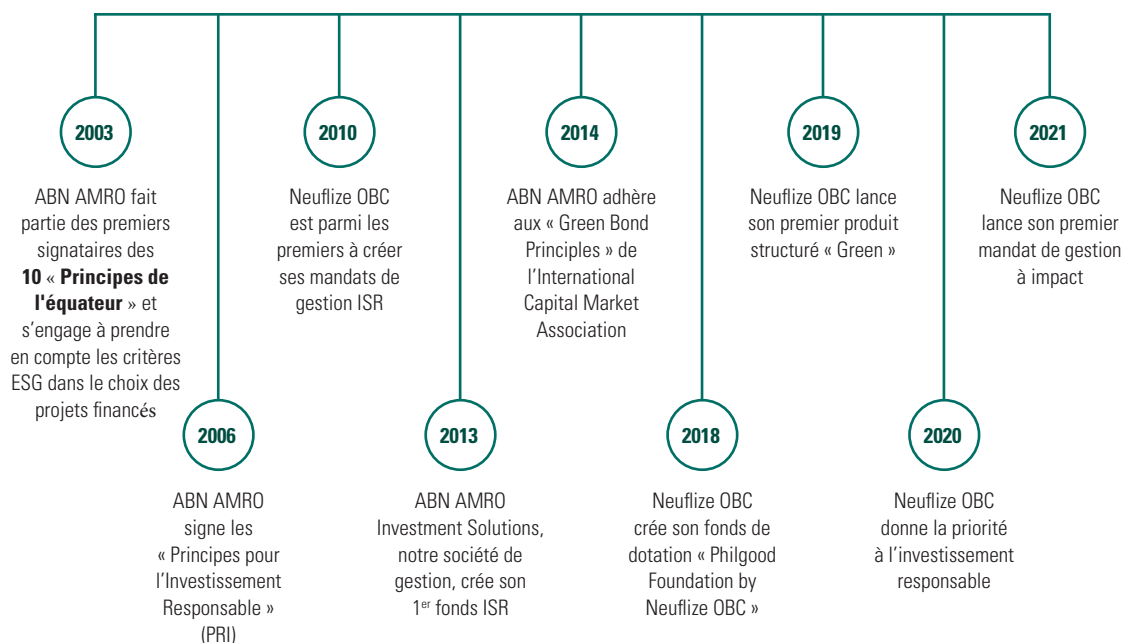 2003
ABN AMRO fait
partie des premiers
signataires des
10 « Principes de
l'équateur » et
s’engage à prendre
en compte les critères
ESG dans le choix des
projets financés
2006
ABN AMRO
signe les
« Principes pour
l’Investissement
Responsable »
(PRI)
2010
Neuflize OBC
est parmi les
premiers à créer
ses mandats de
gestion ISR
2013
ABN AMRO
Investment Solutions,
notre société de
gestion, crée son
1er fonds ISR
2014
ABN AMRO adhère
aux « Green Bond
Principles » de
l’International
Capital Market
Association
2018
Neuflize OBC
crée son fonds de
dotation « Philgood
Foundation by
Neuflize OBC »
2019
Neuflize OBC lance
son premier produit
structuré « Green »
2020
Neuflize OBC
donne la priorité
à l’investissement
responsable
2021
Neuflize OBC
lance son premier
mandat de gestion
à impact